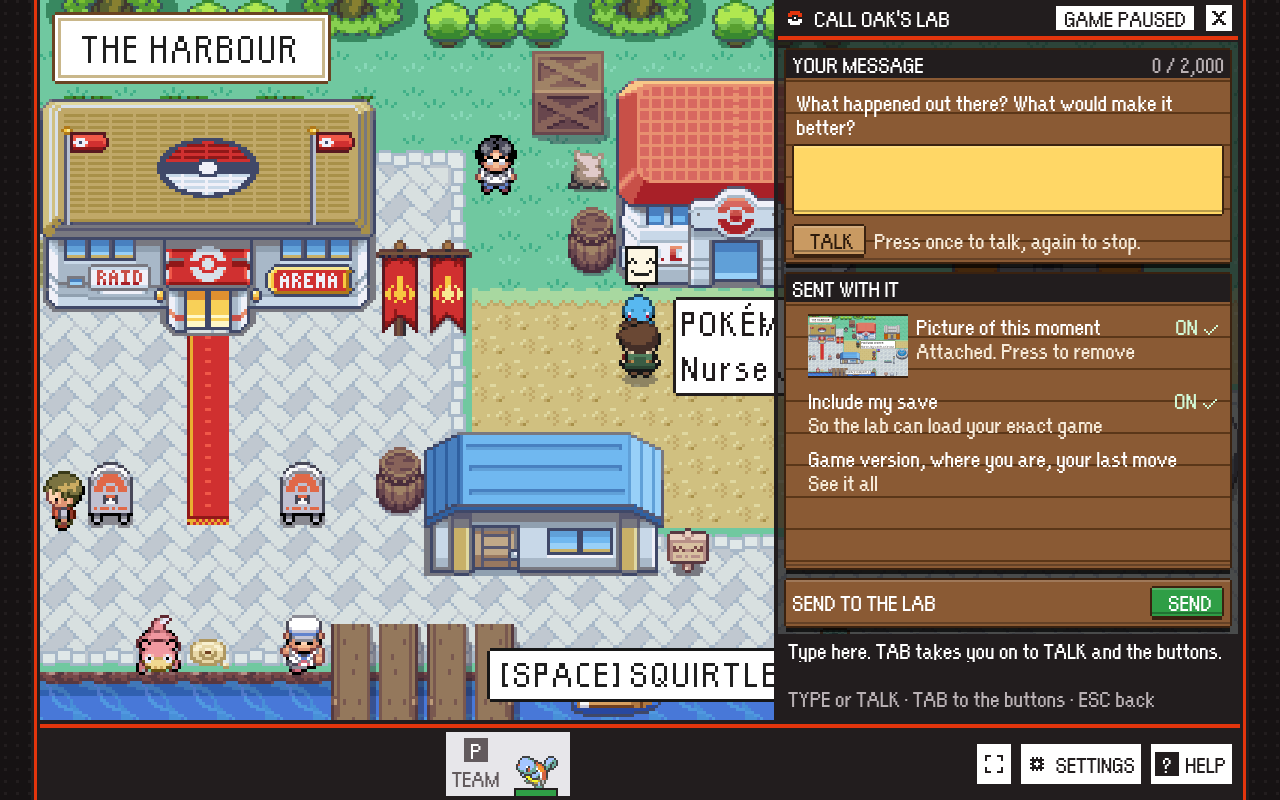 THE HARBOUR
RAID
ARENA
POKÉM
Nurse
[SPACE] SQUIRTLE
CALL OAK'S LAB
GAME PAUSED
X
YOUR MESSAGE
0 / 2,000
What happened out there? What would make it
better?
TALK
Press once to talk, again to stop.
SENT WITH IT
Picture of this moment
ON ✓
Attached. Press to remove
Include my save
ON ✓
So the lab can load your exact game
Game version, where you are, your last move
See it all
SEND TO THE LAB
SEND
Type here. TAB takes you on to TALK and the buttons.
TYPE or TALK · TAB to the buttons · ESC back
P
TEAM
SETTINGS
? HELP